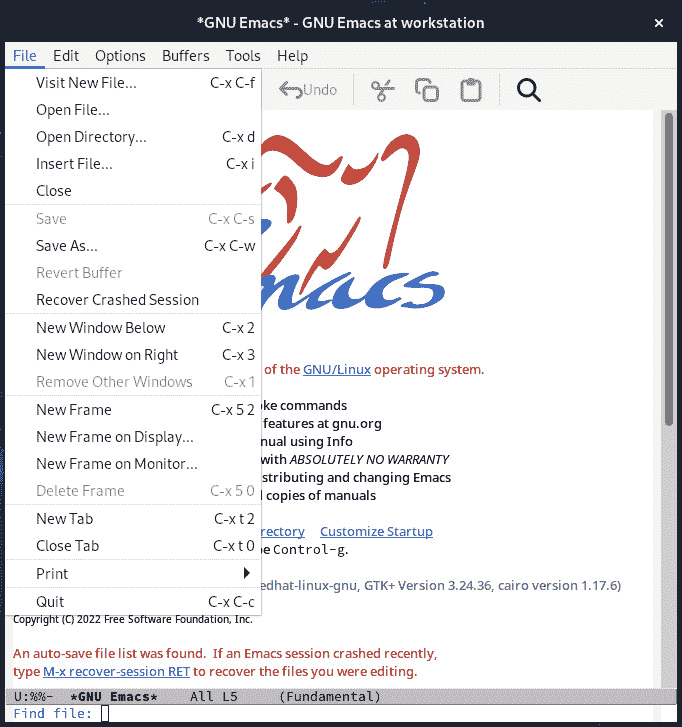 *GNU Emacs* - GNU Emacs at workstation ×
File Edit Options Buffers Tools Help
Undo
Visit New File... C-x C-f
Open File...
Open Directory... C-x d
Insert File... C-x i
Close
Save C-x C-s
Save As... C-x C-w
Revert Buffer
Recover Crashed Session
New Window Below C-x 2
New Window on Right C-x 3
Remove Other Windows C-x 1
New Frame C-x 5 2
New Frame on Display...
New Frame on Monitor...
Delete Frame C-x 5 0
New Tab C-x t 2
Close Tab C-x t 0
Print
Quit C-x C-c
macs
of the GNU/Linux operating system.
oke commands
features at gnu.org
nual using Info
with ABSOLUTELY NO WARRANTY
stributing and changing Emacs
copies of manuals
rectory Customize Startup
e Control-g.
edhat-linux-gnu, GTK+ Version 3.24.36, cairo version 1.17.6)
Copyright (C) 2022 Free Software Foundation, Inc.
An auto-save file list was found. If an Emacs session crashed recently,
type M-x recover-session RET to recover the files you were editing.
U:%%- *GNU Emacs* All L5 (Fundamental)
Find file: